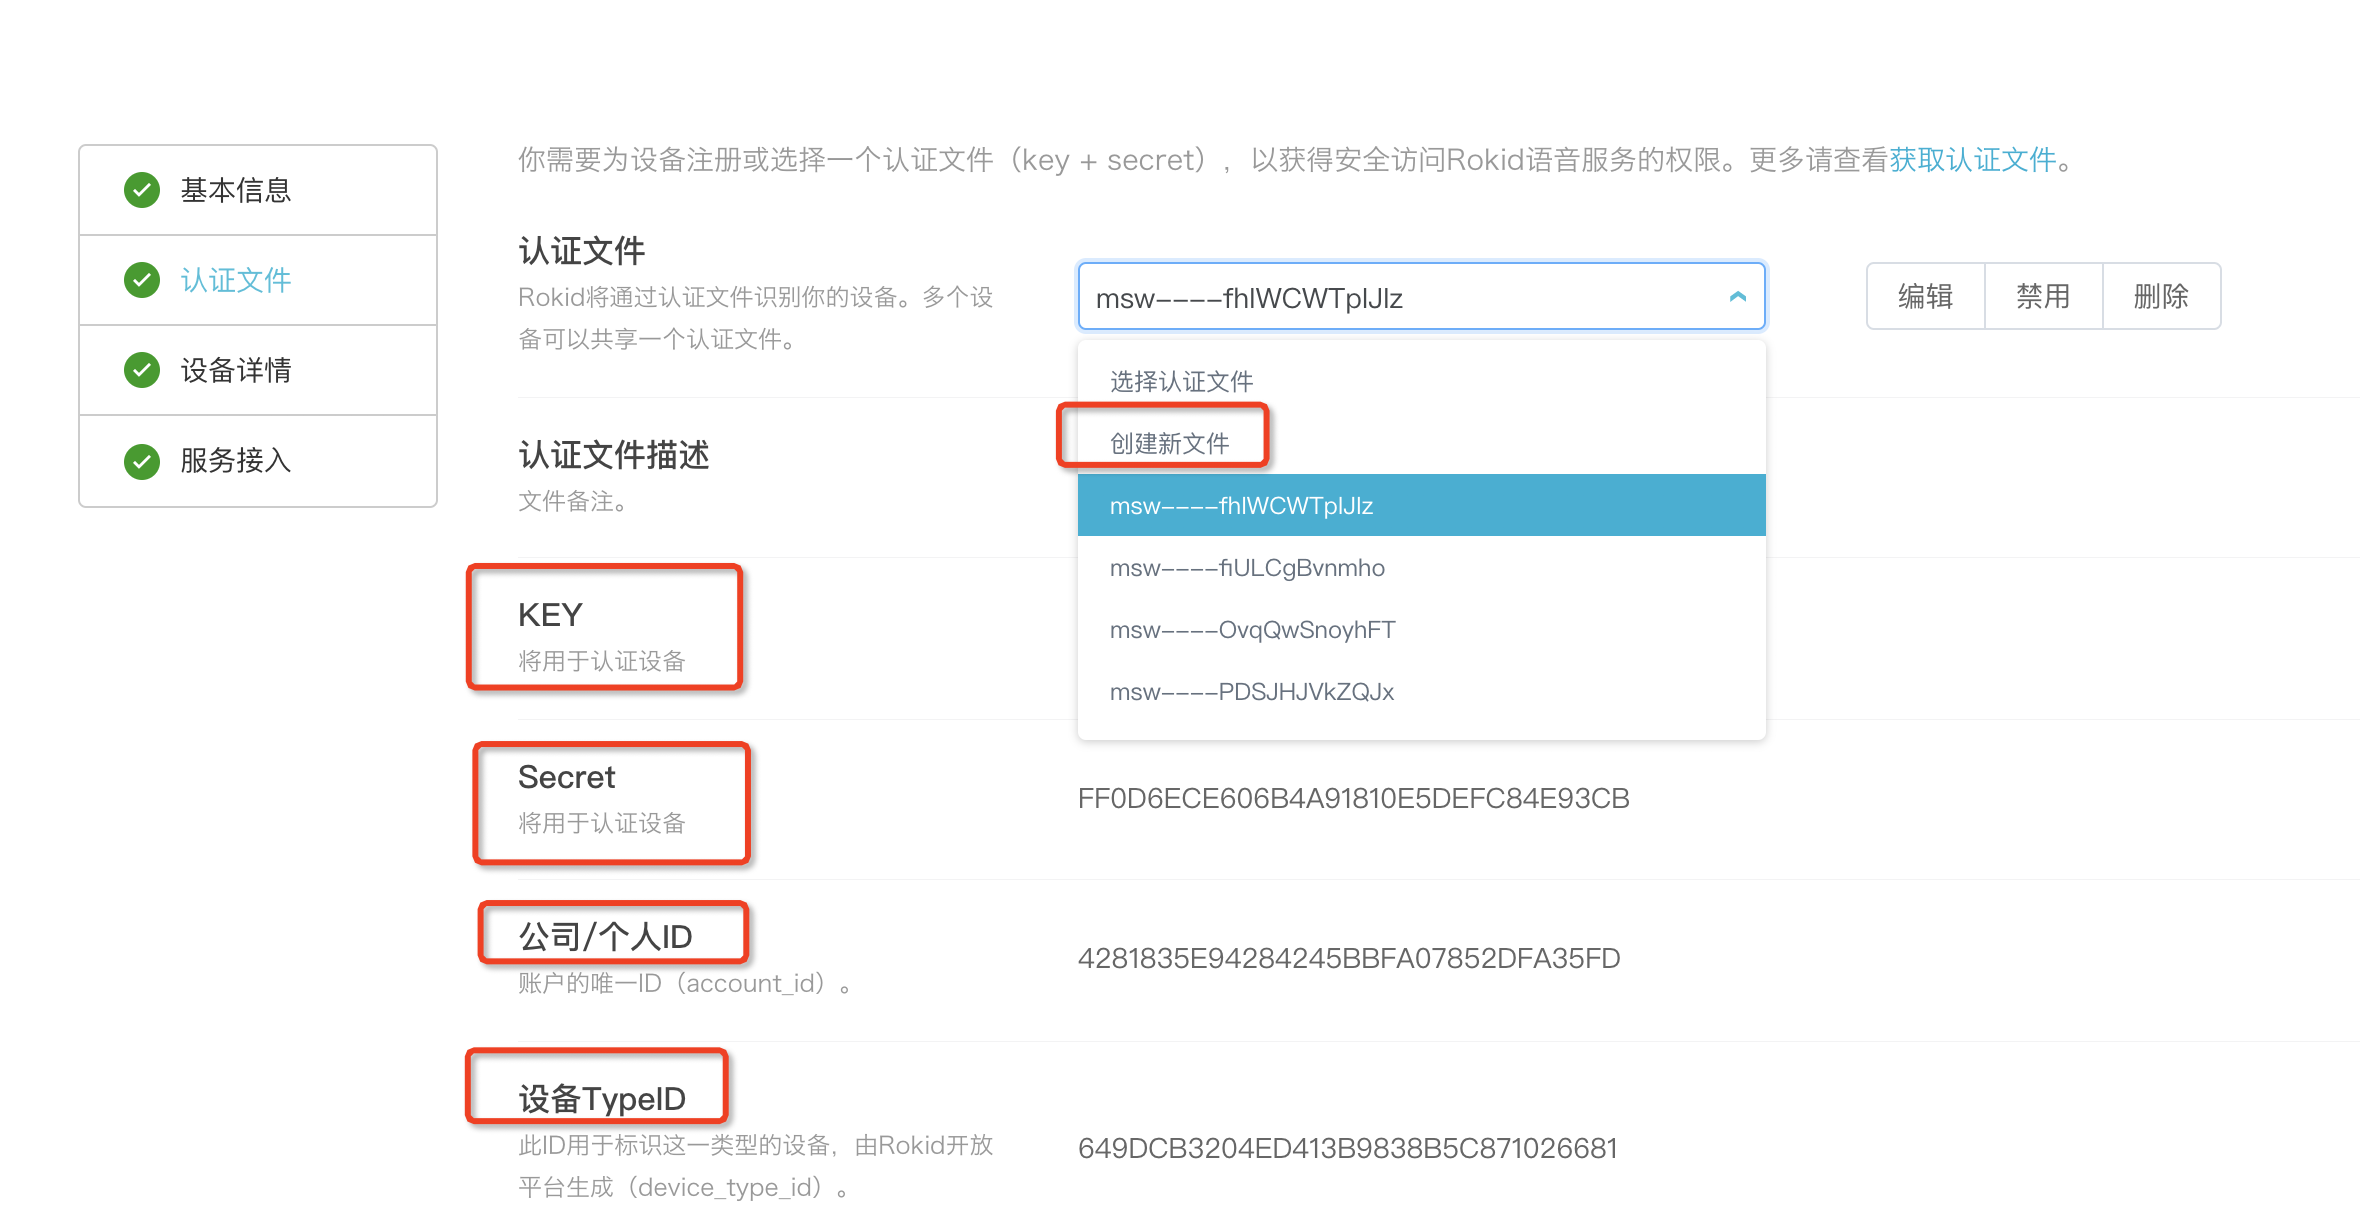 基本信息
认证文件
设备详情
服务接入
你需要为设备注册或选择一个认证文件（key + secret），以获得安全访问Rokid语音服务的权限。更多请查看获取认证文件。
认证文件
Rokid将通过认证文件识别你的设备。多个设
备可以共享一个认证文件。
msw----fhIWCWTpIJIz
编辑
禁用
删除
选择认证文件
创建新文件
msw----fhIWCWTpIJIz
msw----fiULCgBvnmho
msw----OvqQwSnoyhFT
msw----PDSJHJVkZQJx
认证文件描述
文件备注。
KEY
将用于认证设备
Secret
将用于认证设备
FF0D6ECE606B4A91810E5DEFC84E93CB
公司/个人ID
账户的唯一ID（account_id）。
4281835E94284245BBFA07852DFA35FD
设备TypeID
此ID用于标识这一类型的设备，由Rokid开放
平台生成（device_type_id）。
649DCB3204ED413B9838B5C871026681